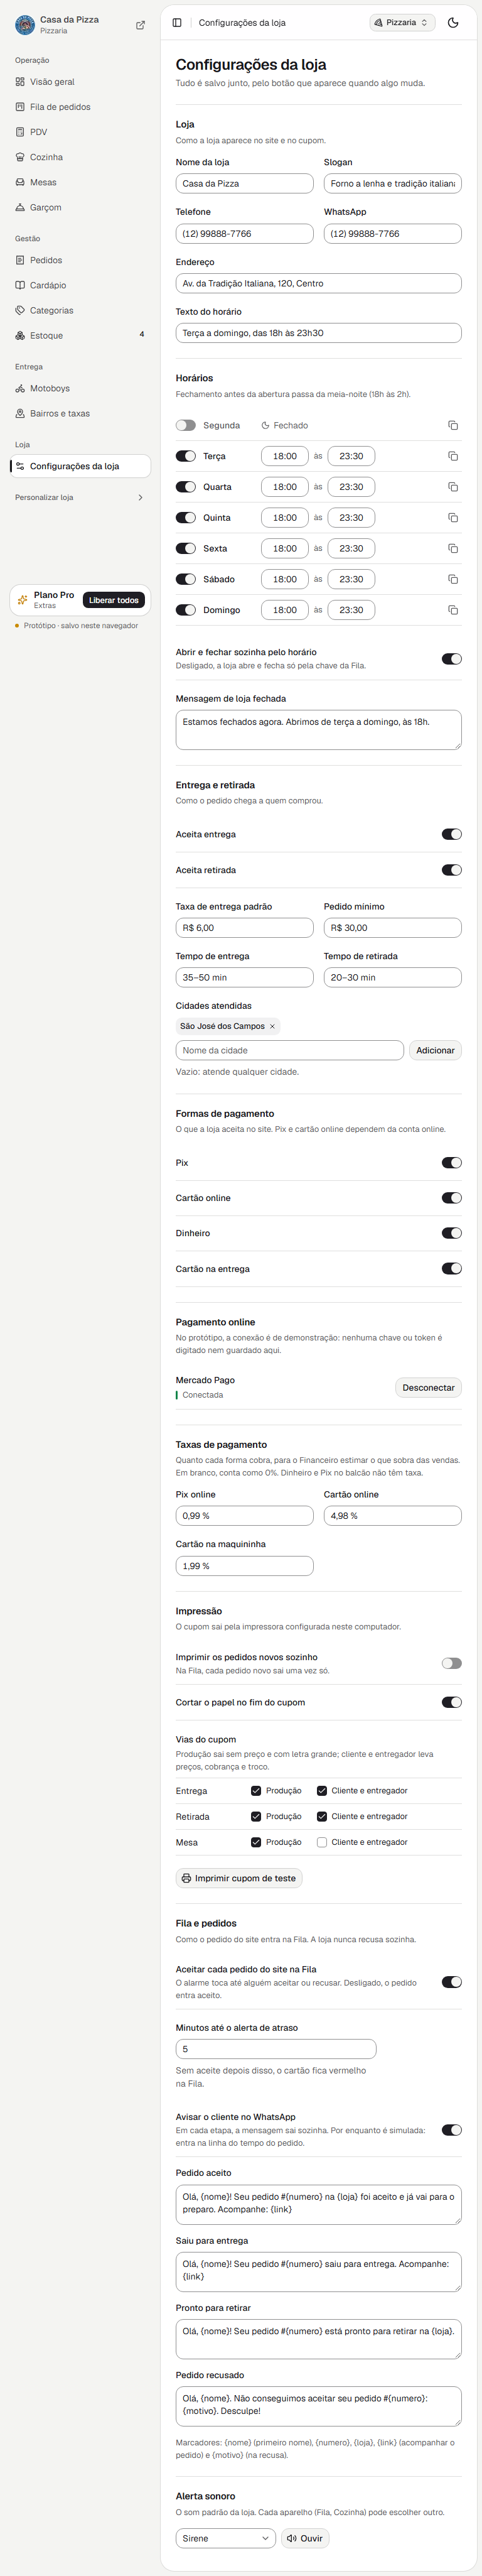 Casa da Pizza
Pizzaria
Operação
Visão geral
Fila de pedidos
PDV
Cozinha
Mesas
Garçom
Gestão
Pedidos
Cardápio
Categorias
Estoque 4
Entrega
Motoboys
Bairros e taxas
Loja
Configurações da loja
Personalizar loja
Plano Pro
Extras
Liberar todos
Protótipo · salvo neste navegador
Configurações da loja
Pizzaria
Configurações da loja
Tudo é salvo junto, pelo botão que aparece quando algo muda.
Loja
Como a loja aparece no site e no cupom.
Nome da loja Slogan
Casa da Pizza Forno a lenha e tradição italian
Telefone WhatsApp
(12) 99888-7766 (12) 99888-7766
Endereço
Av. da Tradição Italiana, 120, Centro
Texto do horário
Terça a domingo, das 18h às 23h30
Horários
Fechamento antes da abertura passa da meia-noite (18h às 2h).
Segunda Fechado
Terça 18:00 às 23:30
Quarta 18:00 às 23:30
Quinta 18:00 às 23:30
Sexta 18:00 às 23:30
Sábado 18:00 às 23:30
Domingo 18:00 às 23:30
Abrir e fechar sozinha pelo horário
Desligado, a loja abre e fecha só pela chave da Fila.
Mensagem de loja fechada
Estamos fechados agora. Abrimos de terça a domingo, às 18h.
Entrega e retirada
Como o pedido chega a quem comprou.
Aceita entrega
Aceita retirada
Taxa de entrega padrão Pedido mínimo
R$ 6,00 R$ 30,00
Tempo de entrega Tempo de retirada
35–50 min 20–30 min
Cidades atendidas
São José dos Campos ×
Nome da cidade Adicionar
Vazio: atende qualquer cidade.
Formas de pagamento
O que a loja aceita no site. Pix e cartão online dependem da conta online.
Pix
Cartão online
Dinheiro
Cartão na entrega
Pagamento online
No protótipo, a conexão é de demonstração: nenhuma chave ou token é
digitado nem guardado aqui.
Mercado Pago
Conectada
Desconectar
Taxas de pagamento
Quanto cada forma cobra, para o Financeiro estimar o que sobra das vendas.
Em branco, conta como 0%. Dinheiro e Pix no balcão não têm taxa.
Pix online Cartão online
0,99 % 4,98 %
Cartão na maquininha
1,99 %
Impressão
O cupom sai pela impressora configurada neste computador.
Imprimir os pedidos novos sozinho
Na Fila, cada pedido novo sai uma vez só.
Cortar o papel no fim do cupom
Vias do cupom
Produção sai sem preço e com letra grande; cliente e entregador leva
preços, cobrança e troco.
Entrega Produção Cliente e entregador
Retirada Produção Cliente e entregador
Mesa Produção Cliente e entregador
Imprimir cupom de teste
Fila e pedidos
Como o pedido do site entra na Fila. A loja nunca recusa sozinha.
Aceitar cada pedido do site na Fila
O alarme toca até alguém aceitar ou recusar. Desligado, o pedido
entra aceito.
Minutos até o alerta de atraso
5
Sem aceite depois disso, o cartão fica vermelho
na Fila.
Avisar o cliente no WhatsApp
Em cada etapa, a mensagem sai sozinha. Por enquanto é simulada:
entra na linha do tempo do pedido.
Pedido aceito
Olá, {nome}! Seu pedido #{numero} na {loja} foi aceito e já vai para o
preparo. Acompanhe: {link}
Saiu para entrega
Olá, {nome}! Seu pedido #{numero} saiu para entrega. Acompanhe:
{link}
Pronto para retirar
Olá, {nome}! Seu pedido #{numero} está pronto para retirar na {loja}.
Pedido recusado
Olá, {nome}. Não conseguimos aceitar seu pedido #{numero}:
{motivo}. Desculpe!
Marcadores: {nome} (primeiro nome), {numero}, {loja}, {link} (acompanhar o
pedido) e {motivo} (na recusa).
Alerta sonoro
O som padrão da loja. Cada aparelho (Fila, Cozinha) pode escolher outro.
Sirene Ouvir